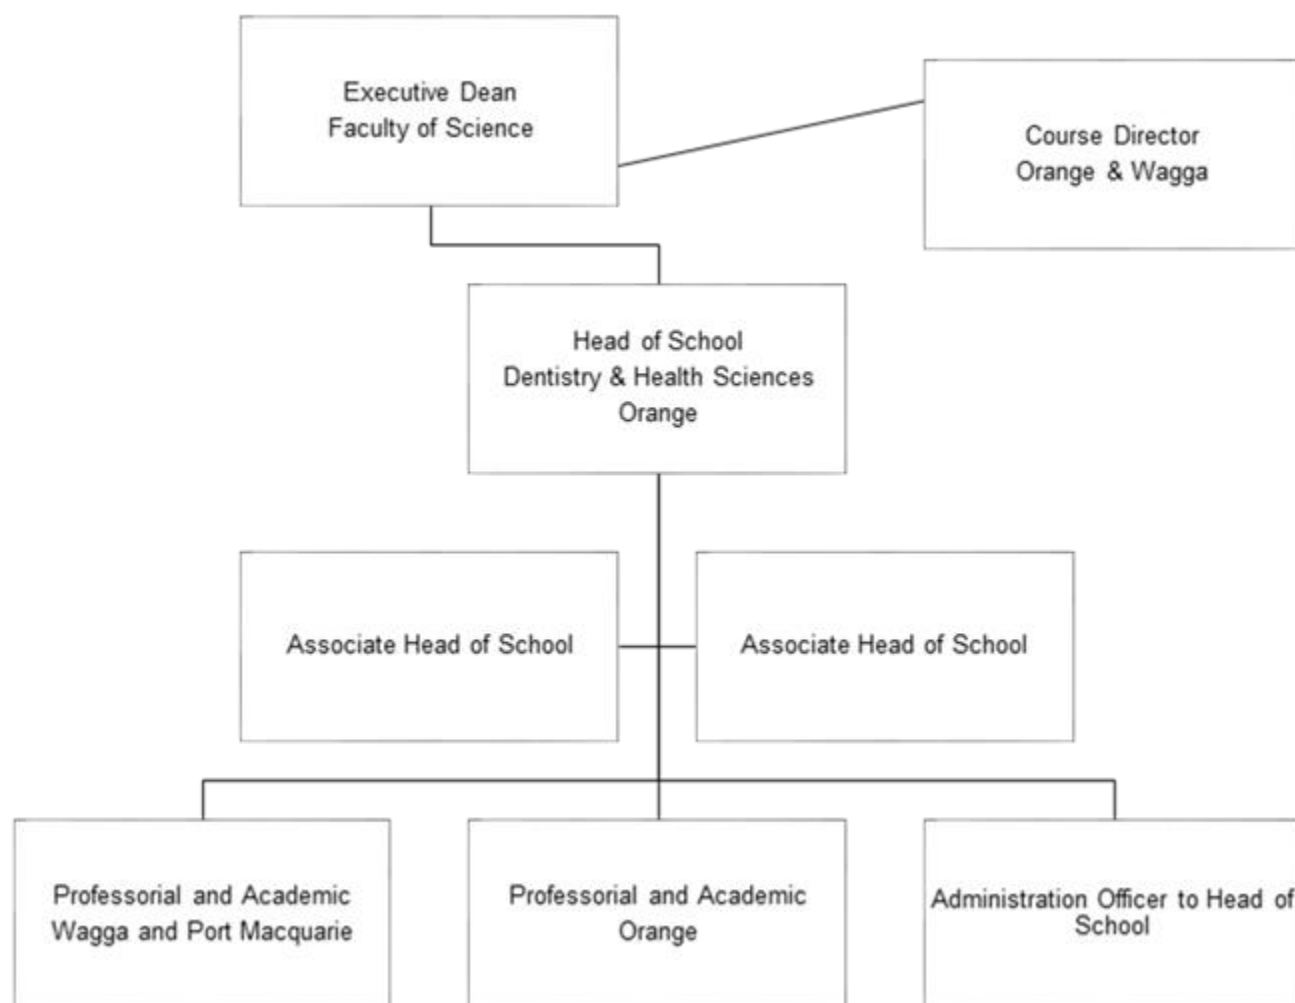 Executive Dean
Faculty of Science
Course Director
Orange & Wagga
Head of School
Dentistry & Health Sciences
Orange
Associate Head of School
Associate Head of School
Professorial and Academic
Wagga and Port Macquarie
Professorial and Academic
Orange
Administration Officer to Head of
School